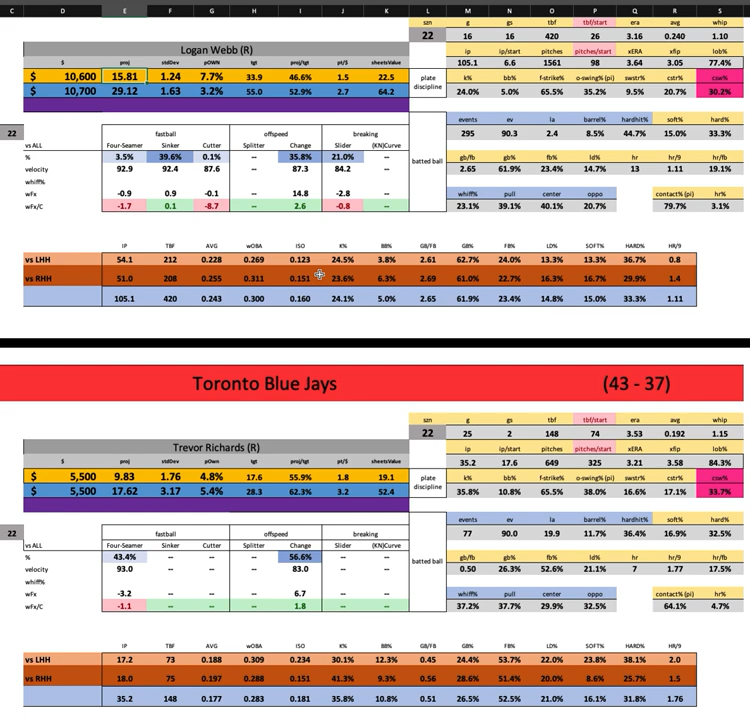 C D E F G H I J K L M N O P Q R S
szn g gs tbf tbf/start era avg whip
22 16 16 420 26 3.16 0.240 1.10
Logan Webb (R)
ip ip/start pitches pitches/start xERA xfip lob%
$ proj stdDev pOWN tgt proj/tgt pt/$ sheetsValue
105.1 6.6 1561 98 3.64 3.05 77.4%
$ 10,600 15.81 1.24 7.7% 33.9 46.6% 1.5 22.5
plate discipline
k% bb% f-strike% o-swing% (pi) swstr% cstr% csw%
$ 10,700 29.12 1.63 3.2% 55.0 52.9% 2.7 64.2
24.0% 5.0% 65.5% 35.2% 9.5% 20.7% 30.2%
events ev la barrel% hardhit% soft% hard%
22 fastball offspeed breaking
295 90.3 2.4 8.5% 44.7% 15.0% 33.3%
vs ALL Four-Seamer Sinker Cutter Splitter Change Slider (KN)Curve
% 3.5% 39.6% 0.1% -- 35.8% 21.0% --
batted ball
gb/fb gb% fb% ld% hr hr/9 hr/fb
velocity 92.9 92.4 87.6 -- 87.3 84.2 --
2.65 61.9% 23.4% 14.7% 13 1.11 19.1%
whiff%
wFx -0.9 0.9 -0.1 14.8 -2.8
whiff% pull center oppo contact% (pi) hr%
wFx/C -1.7 0.1 -8.7 -- 2.6 -0.8 --
23.1% 39.1% 40.1% 20.7% 79.7% 3.1%
IP TBF AVG wOBA ISO K% BB% GB/FB GB% FB% LD% SOFT% HARD% HR/9
vs LHH 54.1 212 0.228 0.269 0.123 24.5% 3.8% 2.61 62.7% 24.0% 13.3% 13.3% 36.7% 0.8
vs RHH 51.0 208 0.255 0.311 0.151 23.6% 6.3% 2.69 61.0% 22.7% 16.3% 16.7% 29.9% 1.4
105.1 420 0.243 0.300 0.160 24.1% 5.0% 2.65 61.9% 23.4% 14.8% 15.0% 33.3% 1.11
Toronto Blue Jays (43 - 37)
szn g gs tbf tbf/start era avg whip
22 25 2 148 74 3.53 0.192 1.15
Trevor Richards (R)
ip ip/start pitches pitches/start xERA xfip lob%
$ proj stdDev pOwn tgt proj/tgt pt/$ sheetsValue
35.2 17.6 649 325 3.21 3.58 84.3%
$ 5,500 9.83 1.76 4.8% 17.6 55.9% 1.8 19.1
plate discipline
k% bb% f-strike% o-swing% (pi) swstr% cstr% csw%
$ 5,500 17.62 3.17 5.4% 28.3 62.3% 3.2 52.4
35.8% 10.8% 65.5% 38.0% 16.6% 17.1% 33.7%
events ev la barrel% hardhit% soft% hard%
22 fastball offspeed breaking
77 90.0 19.9 11.7% 36.4% 16.9% 32.5%
vs ALL Four-Seamer Sinker Cutter Splitter Change Slider (KN)Curve
% 43.4% -- -- -- 56.6% -- --
batted ball
gb/fb gb% fb% ld% hr hr/9 hr/fb
velocity 93.0 -- -- -- 83.0 -- --
0.50 26.3% 52.6% 21.1% 7 1.77 17.5%
whiff%
wFx -3.2 6.7
whiff% pull center oppo contact% (pi) hr%
wFx/C -1.1 -- -- -- 1.8 -- --
37.2% 37.7% 29.9% 32.5% 64.1% 4.7%
IP TBF AVG wOBA ISO K% BB% GB/FB GB% FB% LD% SOFT% HARD% HR/9
vs LHH 17.2 73 0.188 0.309 0.234 30.1% 12.3% 0.45 24.4% 53.7% 22.0% 23.8% 38.1% 2.0
vs RHH 18.0 75 0.197 0.288 0.151 41.3% 9.3% 0.56 28.6% 51.4% 20.0% 8.6% 25.7% 1.5
35.2 148 0.177 0.283 0.181 35.8% 10.8% 0.51 26.5% 52.5% 21.0% 16.1% 31.8% 1.76